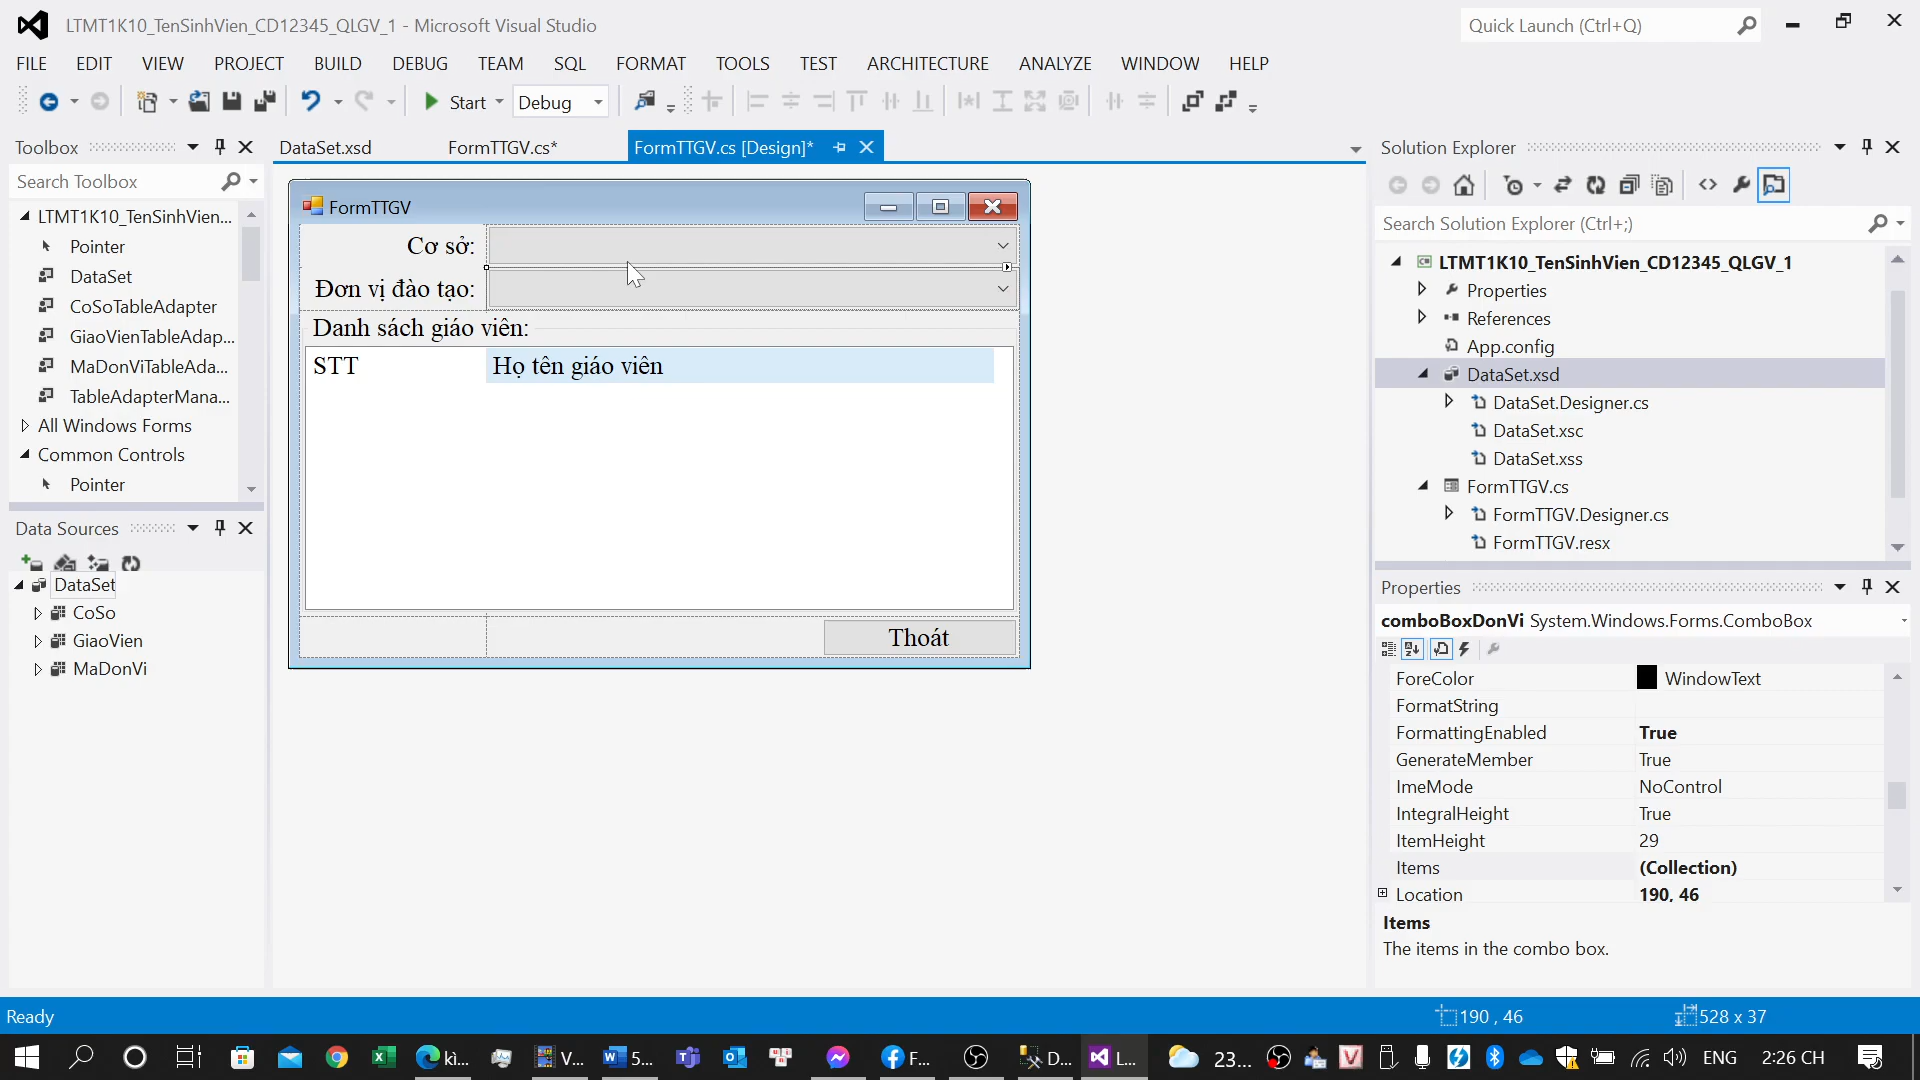 LTMT1K10_TenSinhVien_CD12345_QLGV_1 - Microsoft Visual Studio
Quick Launch (Ctrl+Q)
FILE EDIT VIEW PROJECT BUILD DEBUG TEAM SQL FORMAT TOOLS TEST ARCHITECTURE ANALYZE WINDOW HELP
Start Debug
Toolbox
Search Toolbox
LTMT1K10_TenSinhVien...
Pointer
DataSet
CoSoTableAdapter
GiaoVienTableAdap...
MaDonViTableAda...
TableAdapterMana...
All Windows Forms
Common Controls
Pointer
Data Sources
DataSet
CoSo
GiaoVien
MaDonVi
DataSet.xsd FormTTGV.cs* FormTTGV.cs [Design]*
FormTTGV
Cơ sở:
Đơn vị đào tạo:
Danh sách giáo viên:
STT Họ tên giáo viên
Thoát
Solution Explorer
Search Solution Explorer (Ctrl+;)
LTMT1K10_TenSinhVien_CD12345_QLGV_1
Properties
References
App.config
DataSet.xsd
DataSet.Designer.cs
DataSet.xsc
DataSet.xss
FormTTGV.cs
FormTTGV.Designer.cs
FormTTGV.resx
Properties
comboBoxDonVi System.Windows.Forms.ComboBox
ForeColor WindowText
FormatString
FormattingEnabled True
GenerateMember True
ImeMode NoControl
IntegralHeight True
ItemHeight 29
Items (Collection)
Location 190, 46
Items
The items in the combo box.
Ready 190 , 46 528 x 37
kì... V... 5... F... D... L... 23... ENG 2:26 CH